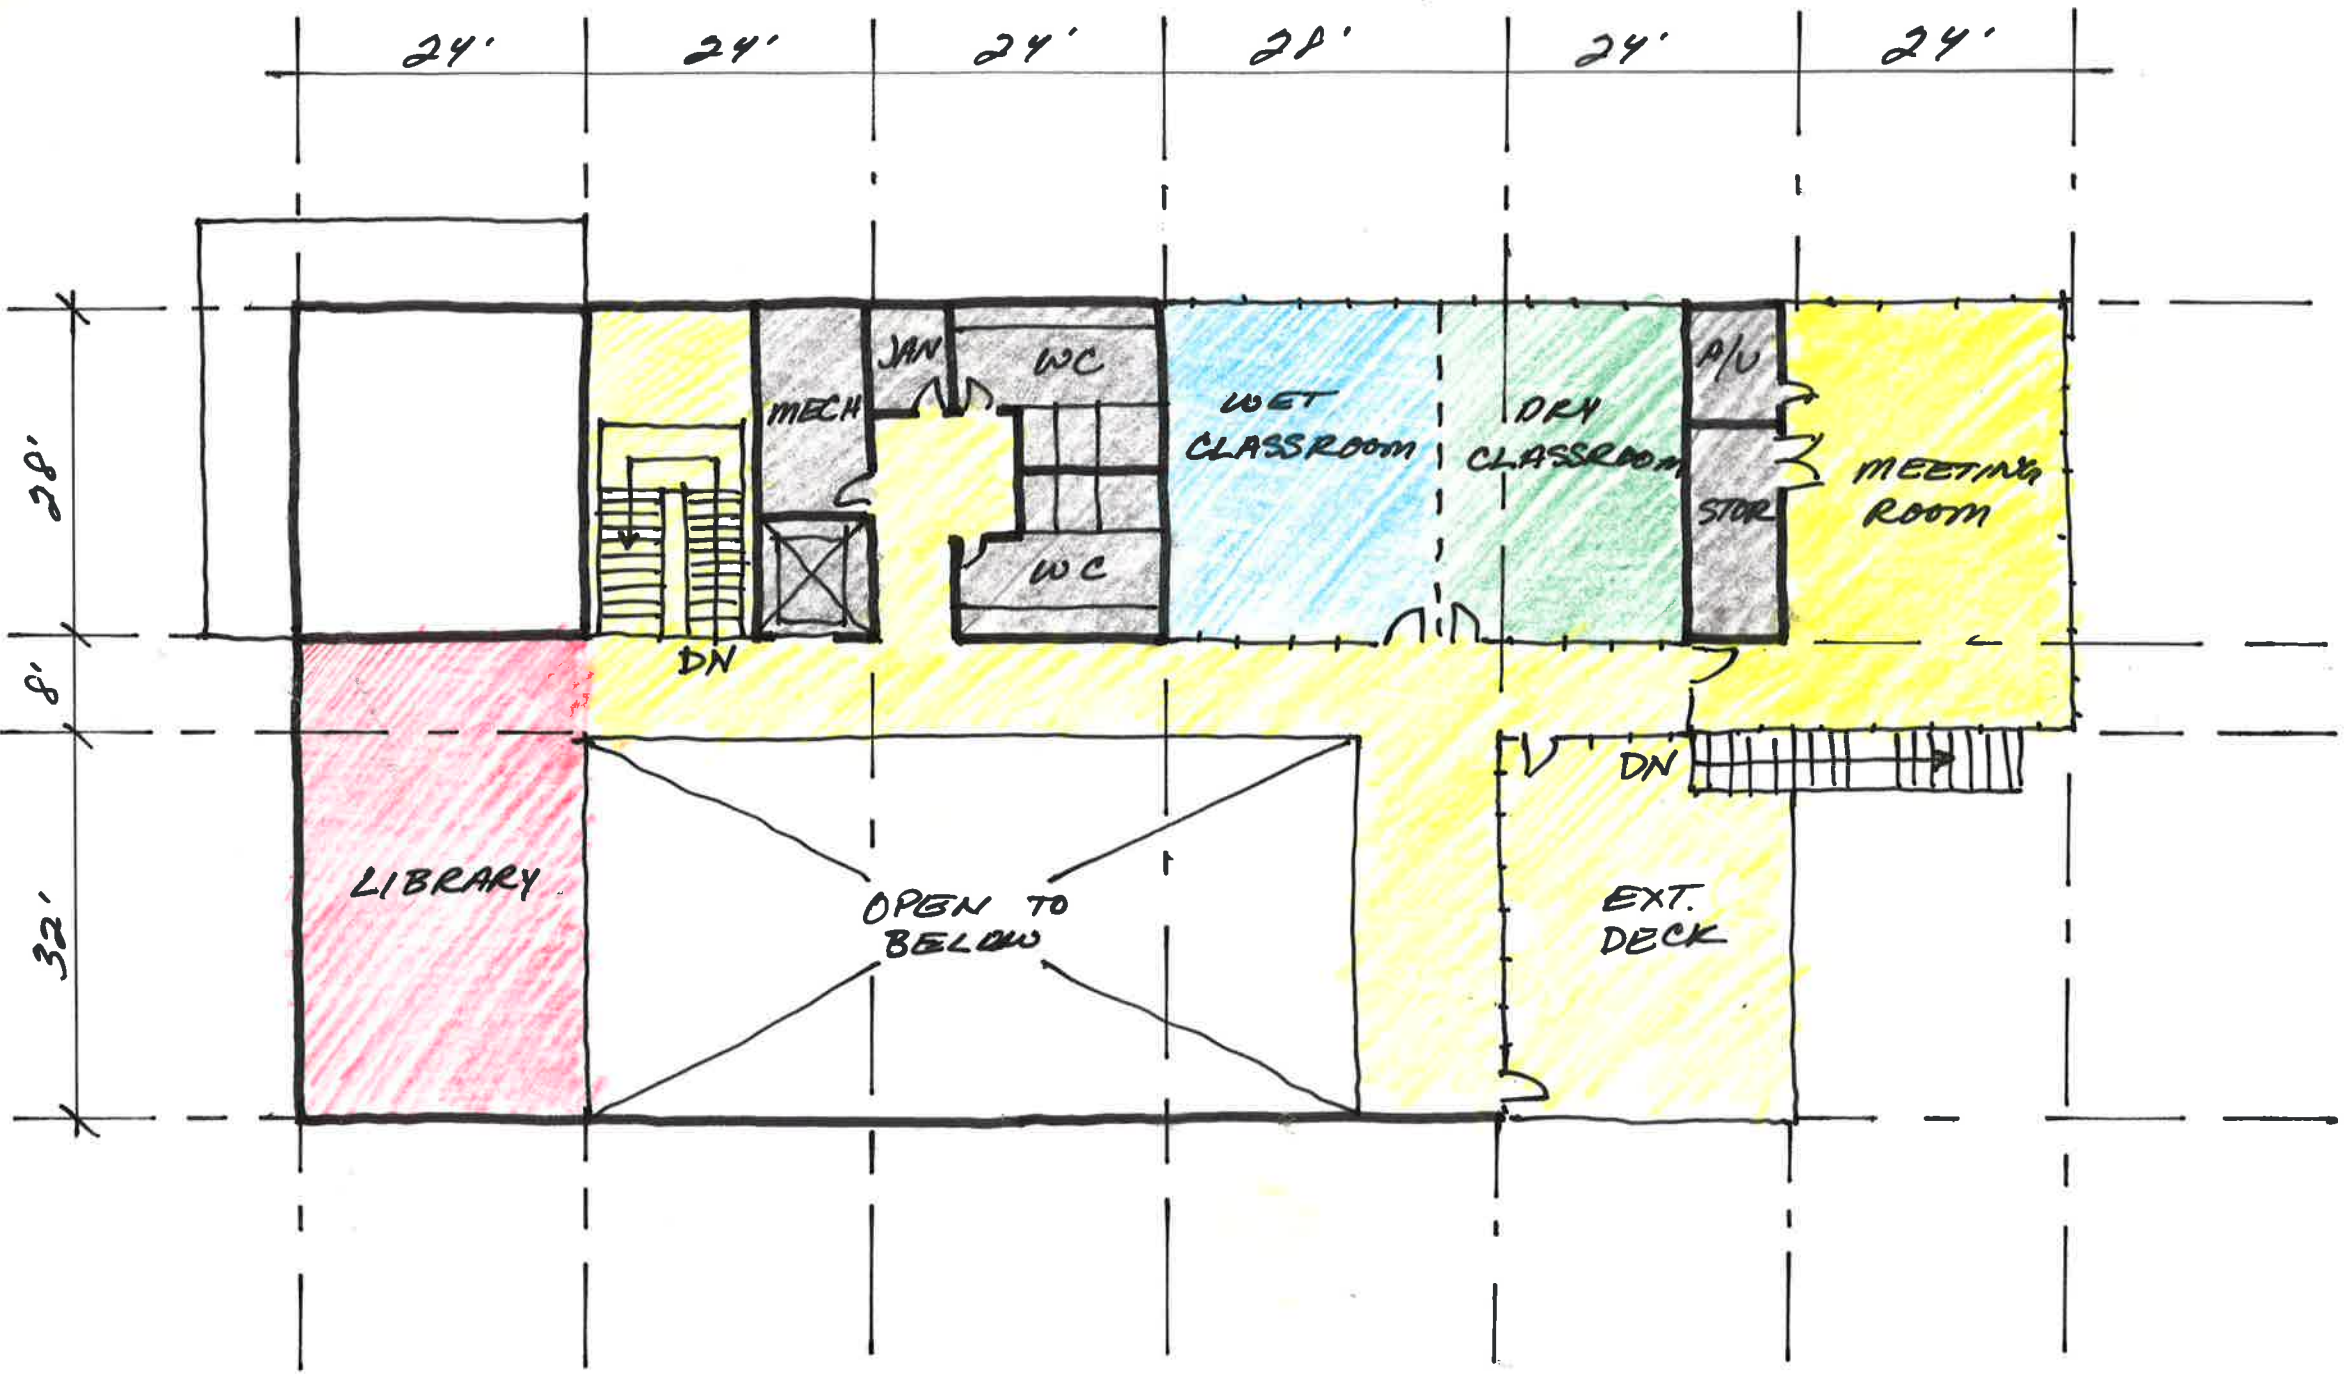 24'
24'
24'
28'
24'
24'
28'
8'
32'
MECH
JAN
WC
WC
WET
CLASSROOM
DRY
CLASSROOM
A/V
STOR
MEETING
ROOM
DN
DN
LIBRARY
OPEN TO
BELOW
EXT.
DECK